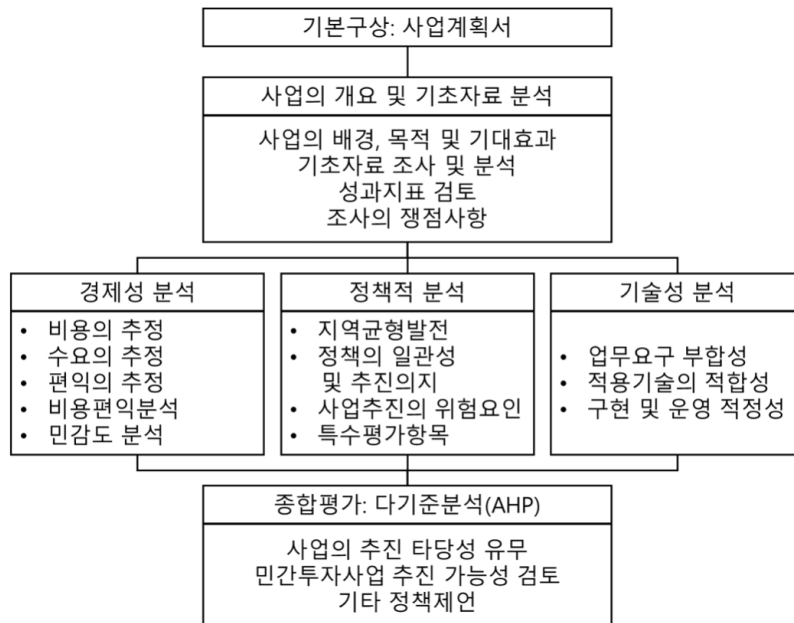 기본구상: 사업계획서
사업의 개요 및 기초자료 분석
사업의 배경, 목적 및 기대효과
기초자료 조사 및 분석
성과지표 검토
조사의 쟁점사항
경제성 분석
• 비용의 추정
• 수요의 추정
• 편익의 추정
• 비용편익분석
• 민감도 분석
정책적 분석
• 지역균형발전
• 정책의 일관성
및 추진의지
• 사업추진의 위험요인
• 특수평가항목
기술성 분석
• 업무요구 부합성
• 적용기술의 적합성
• 구현 및 운영 적정성
종합평가: 다기준분석(AHP)
사업의 추진 타당성 유무
민간투자사업 추진 가능성 검토
기타 정책제언